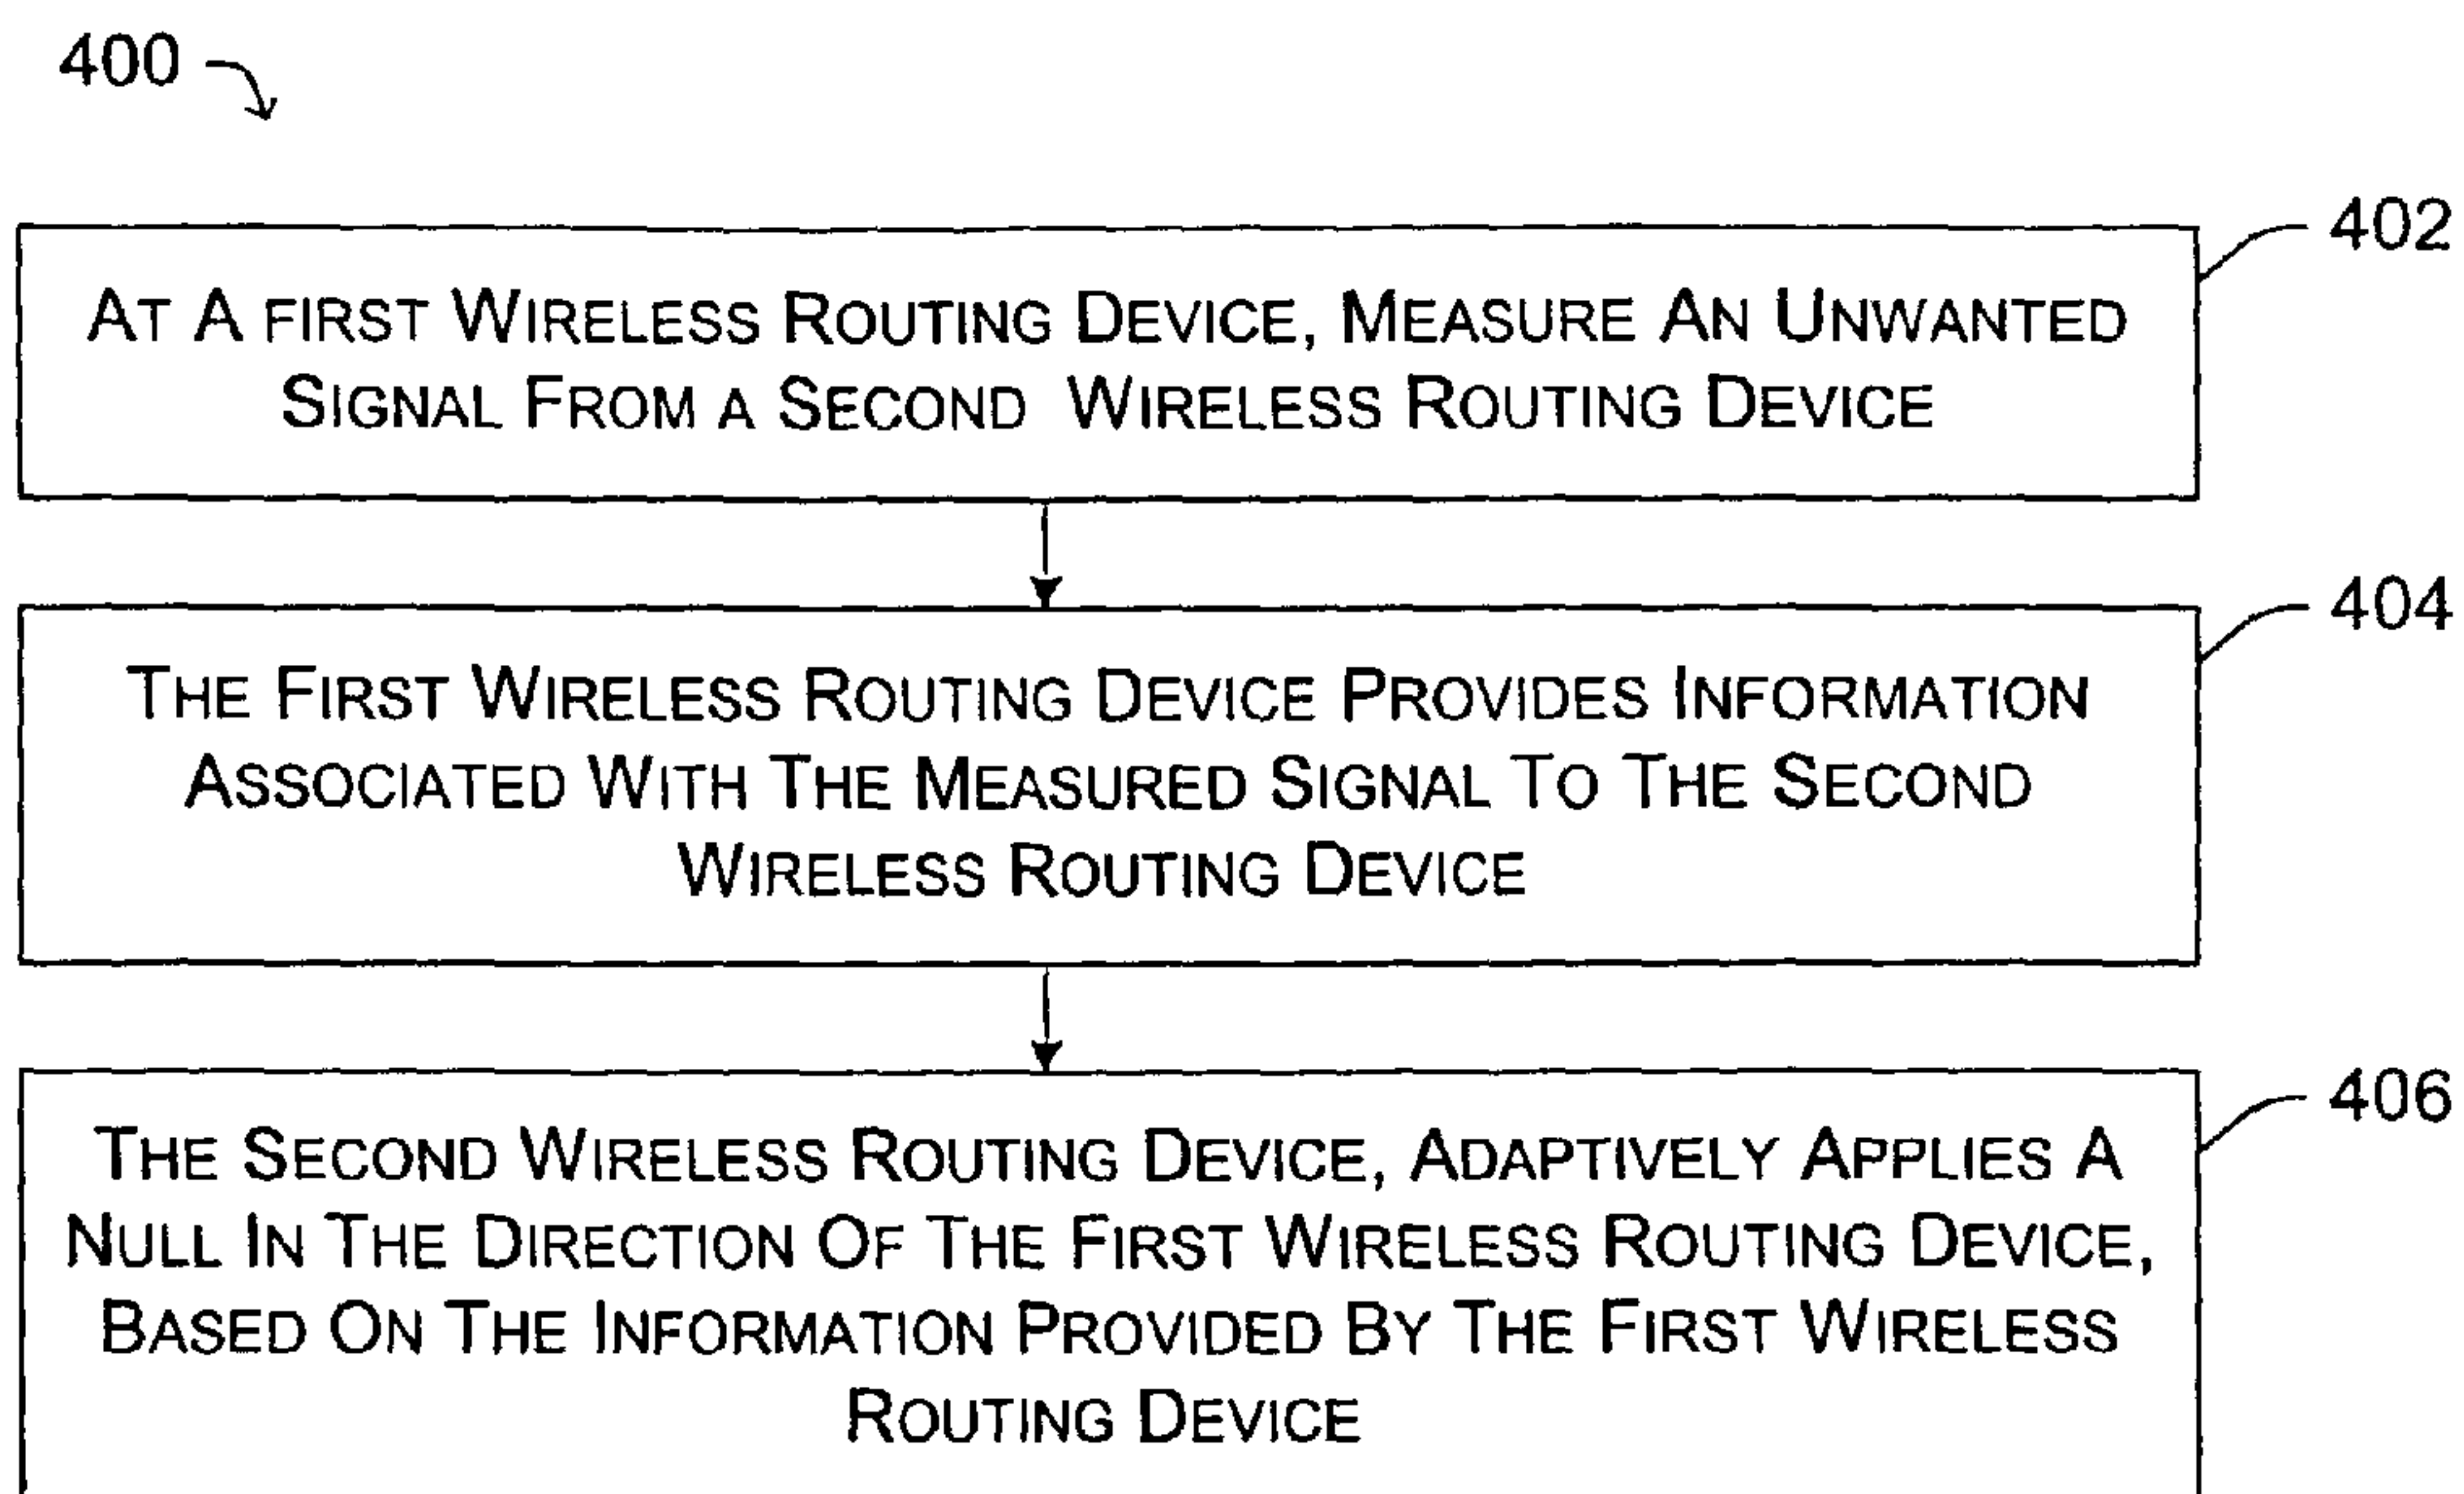 400
402
AT A FIRST WIRELESS ROUTING DEVICE, MEASURE AN UNWANTED
SIGNAL FROM A SECOND WIRELESS ROUTING DEVICE
404
THE FIRST WIRELESS ROUTING DEVICE PROVIDES INFORMATION
ASSOCIATED WITH THE MEASURED SIGNAL TO THE SECOND
WIRELESS ROUTING DEVICE
406
THE SECOND WIRELESS ROUTING DEVICE, ADAPTIVELY APPLIES A
NULL IN THE DIRECTION OF THE FIRST WIRELESS ROUTING DEVICE,
BASED ON THE INFORMATION PROVIDED BY THE FIRST WIRELESS
ROUTING DEVICE